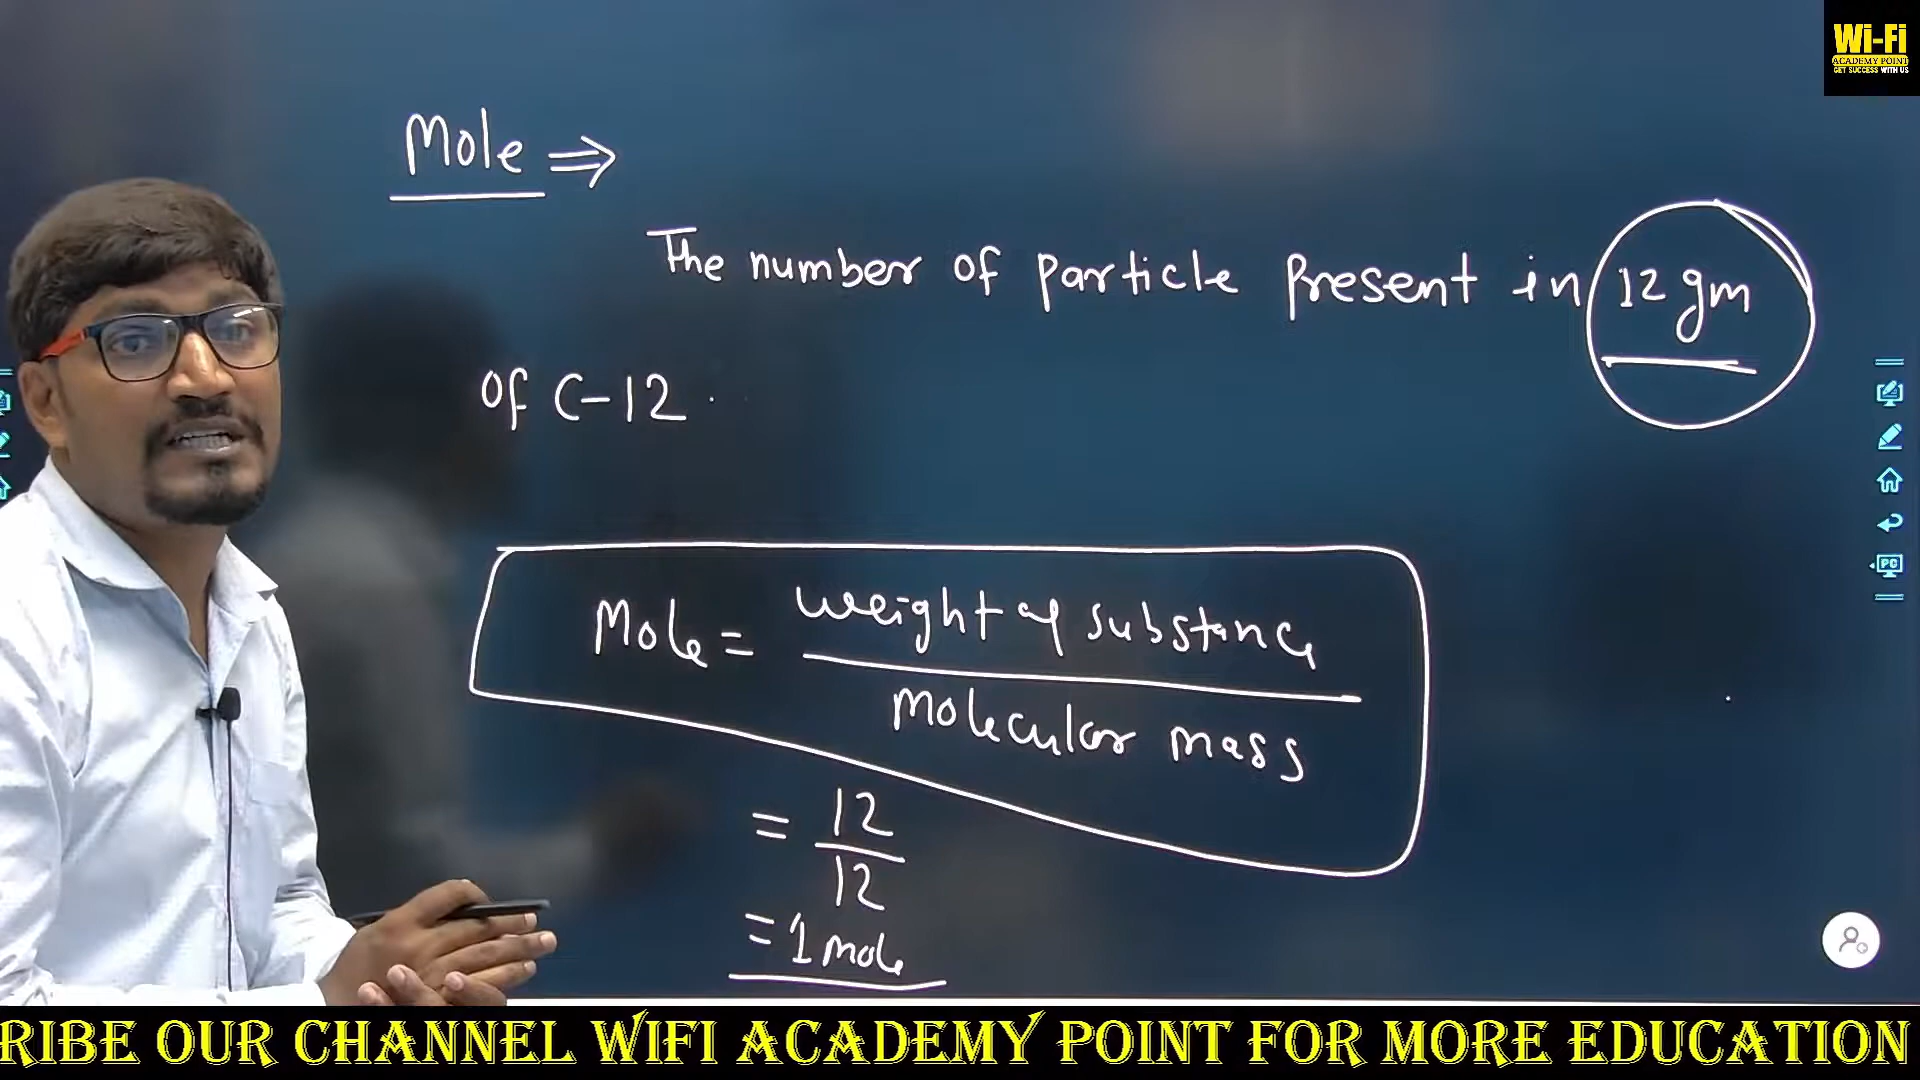 Wi-Fi
ACADEMY POINT
GET SUCCESS WITH US
Mole ⇒
The number of particle present in 12 gm
of C-12.
Mole = weight of substance
molecular mass
= 12
12
= 1 mole
PC
RIBE OUR CHANNEL WIFI ACADEMY POINT FOR MORE EDUCATION